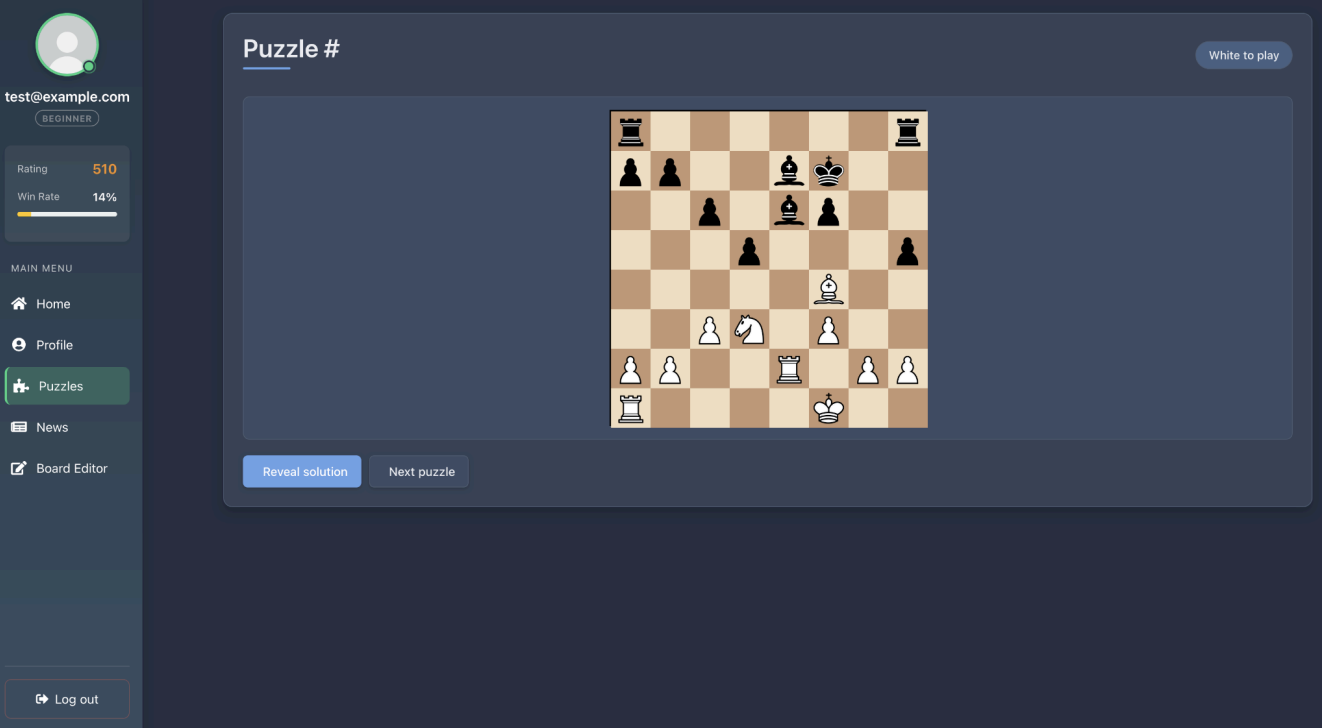 test@example.com
BEGINNER
Rating 510
Win Rate 14%
MAIN MENU
Home
Profile
Puzzles
News
Board Editor
Log out
Puzzle #
White to play
Reveal solution
Next puzzle